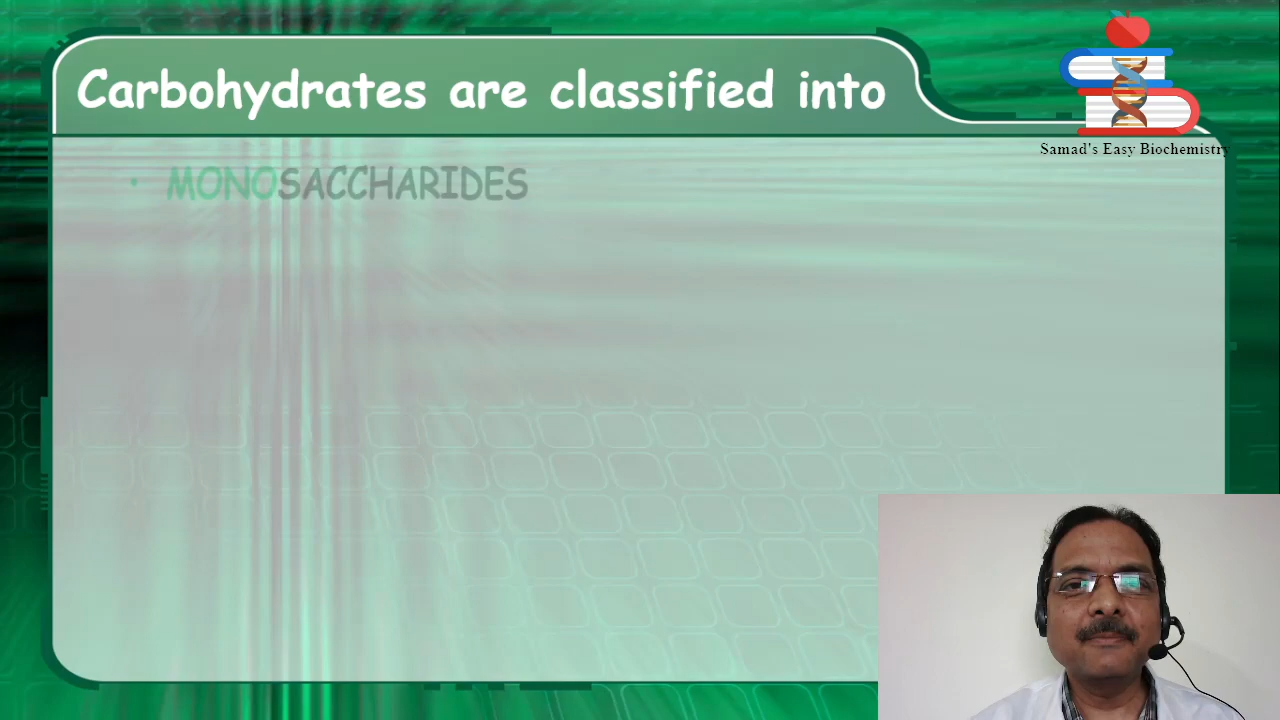 Carbohydrates are classified into
Samad's Easy Biochemistry
• MONOSACCHARIDES